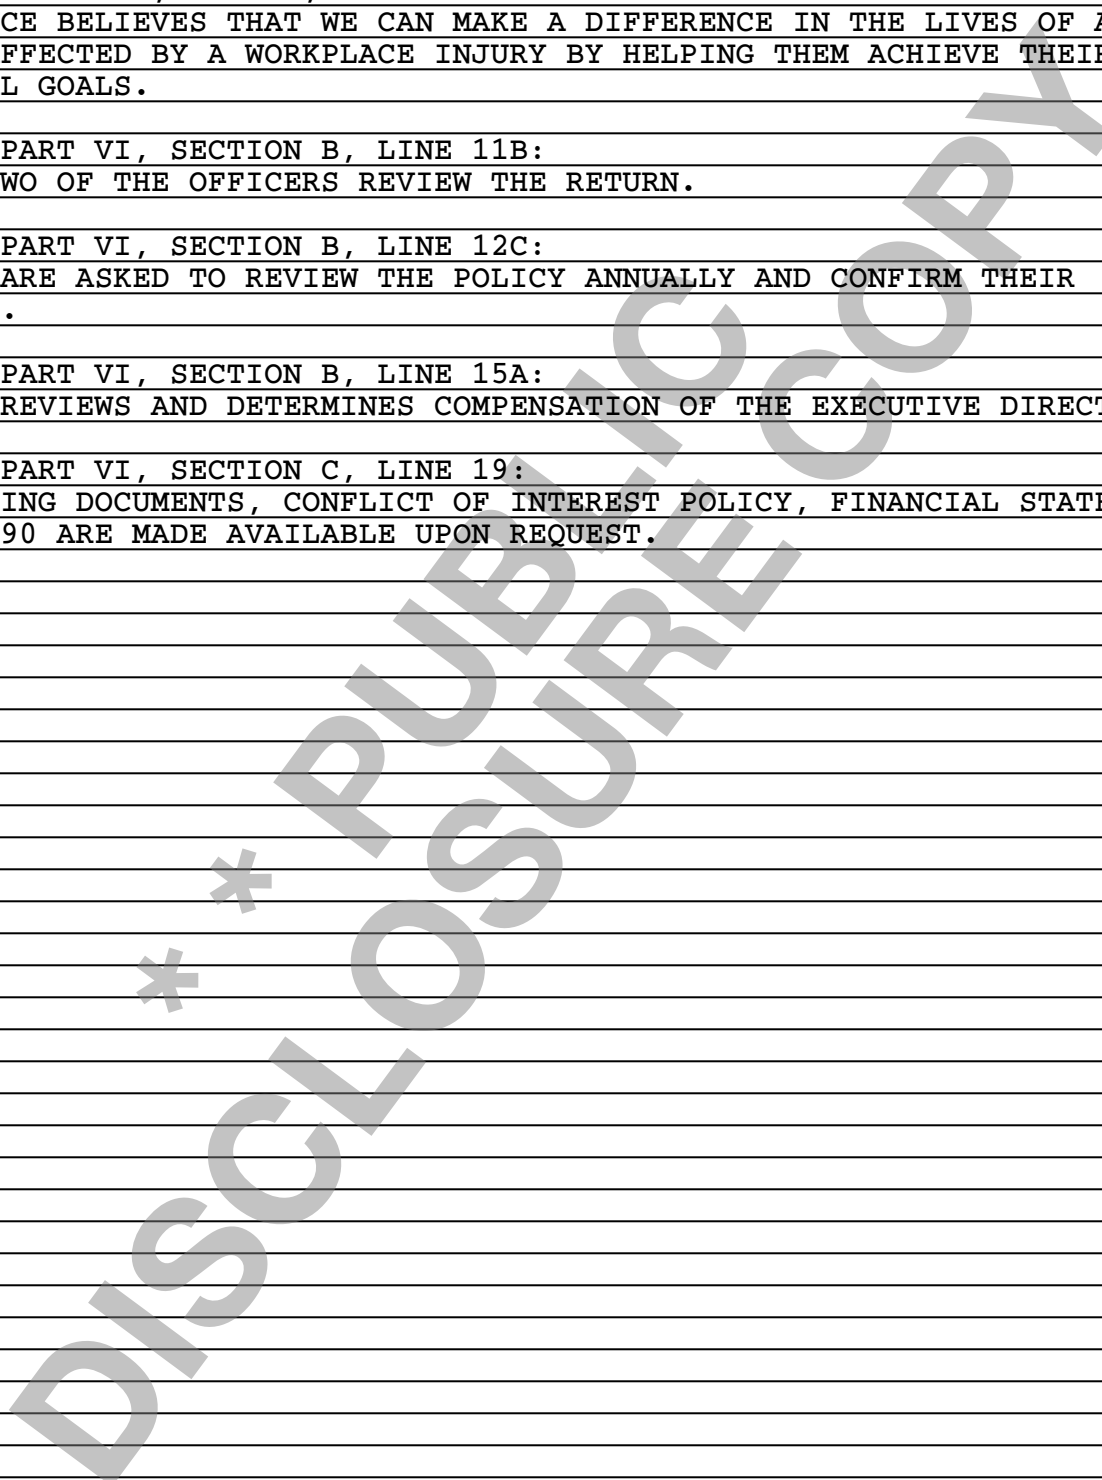 CE BELIEVES THAT WE CAN MAKE A DIFFERENCE IN THE LIVES OF A
FFECTED BY A WORKPLACE INJURY BY HELPING THEM ACHIEVE THEIR
L GOALS.
PART VI, SECTION B, LINE 11B:
WO OF THE OFFICERS REVIEW THE RETURN.
PART VI, SECTION B, LINE 12C:
ARE ASKED TO REVIEW THE POLICY ANNUALLY AND CONFIRM THEIR
.
PART VI, SECTION B, LINE 15A:
REVIEWS AND DETERMINES COMPENSATION OF THE EXECUTIVE DIRECT
PART VI, SECTION C, LINE 19:
ING DOCUMENTS, CONFLICT OF INTEREST POLICY, FINANCIAL STATE
90 ARE MADE AVAILABLE UPON REQUEST.
* * PUBLIC
DISCLOSURE COPY